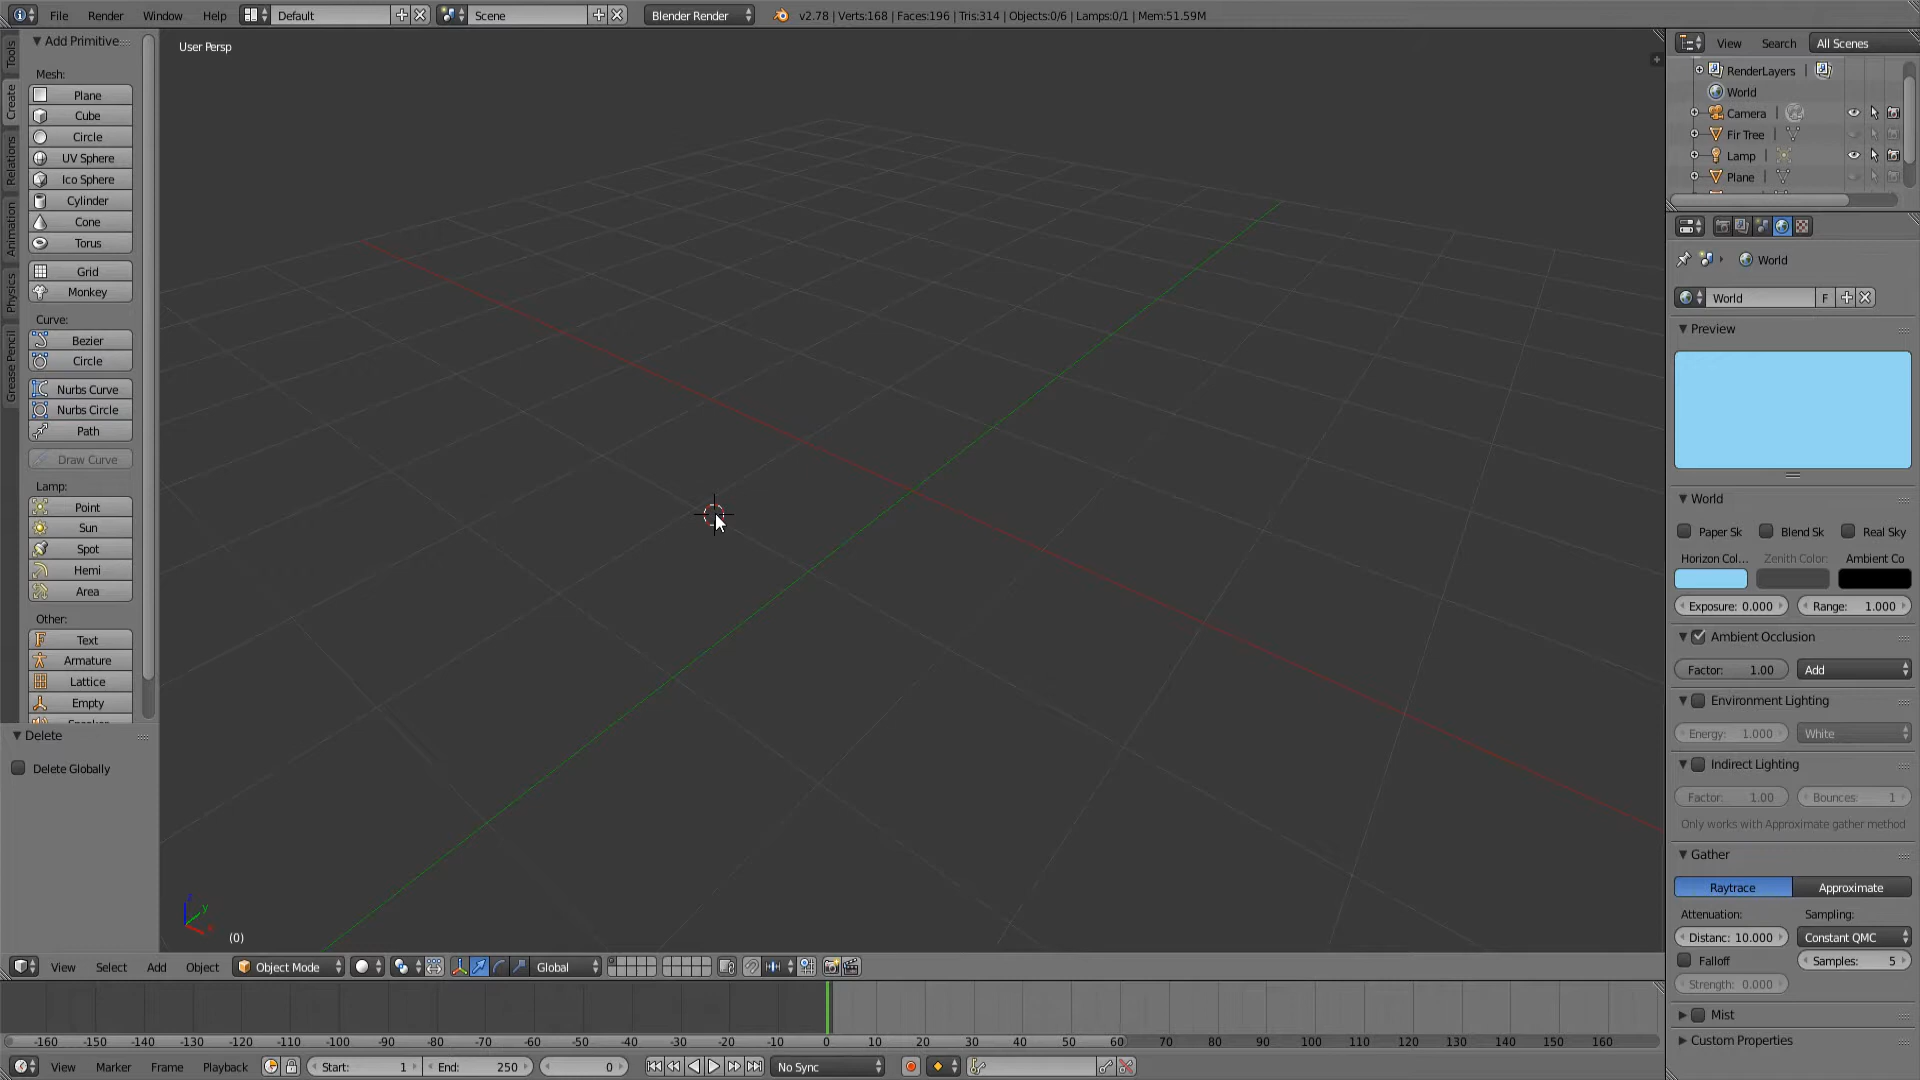 File Render Window Help Default Scene Blender Render v2.78 | Verts:168 | Faces:196 | Tris:314 | Objects:0/6 | Lamps:0/1 | Mem:51.59M
Add Primitive
Tools
Create
Relations
Animation
Physics
Grease Pencil
Mesh:
Plane
Cube
Circle
UV Sphere
Ico Sphere
Cylinder
Cone
Torus
Grid
Monkey
Curve:
Bezier
Circle
Nurbs Curve
Nurbs Circle
Path
Draw Curve
Lamp:
Point
Sun
Spot
Hemi
Area
Other:
Text
Armature
Lattice
Empty
Delete
Delete Globally
User Persp
(0)
View Select Add Object Object Mode Global
-160 -150 -140 -130 -120 -110 -100 -90 -80 -70 -60 -50 -40 -30 -20 -10 0 10 20 30 40 50 60 70 80 90 100 110 120 130 140 150 160
View Marker Frame Playback Start: 1 End: 250 0 No Sync
View Search All Scenes
RenderLayers |
World
Camera |
Fir Tree |
Lamp |
Plane |
World
World F
Preview
World
Paper Sk Blend Sk Real Sky
Horizon Col... Zenith Color: Ambient Co
Exposure: 0.000 Range: 1.000
Ambient Occlusion
Factor: 1.00 Add
Environment Lighting
Energy: 1.000 White
Indirect Lighting
Factor: 1.00 Bounces: 1
Only works with Approximate gather method
Gather
Raytrace Approximate
Attenuation: Sampling:
Distanc: 10.000 Constant QMC
Falloff Samples: 5
Strength: 0.000
Mist
Custom Properties